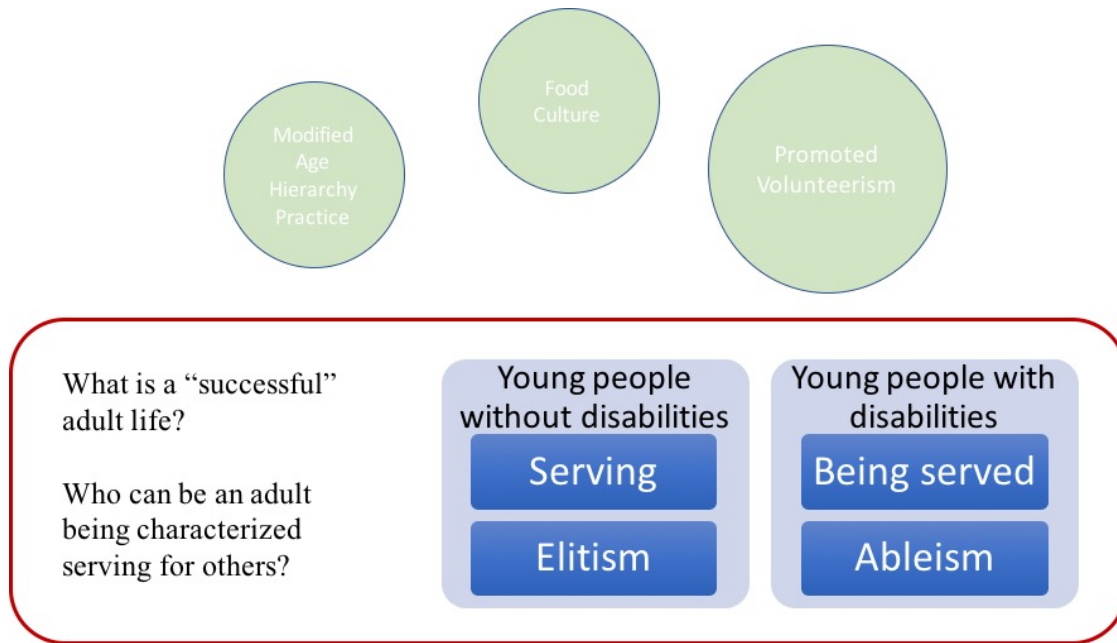 Modified
Age
Hierarchy
Practice
Food
Culture
Promoted
Volunteerism
What is a “successful”
adult life?
Who can be an adult
being characterized
serving for others?
Young people
without disabilities
Serving
Elitism
Young people with
disabilities
Being served
Ableism